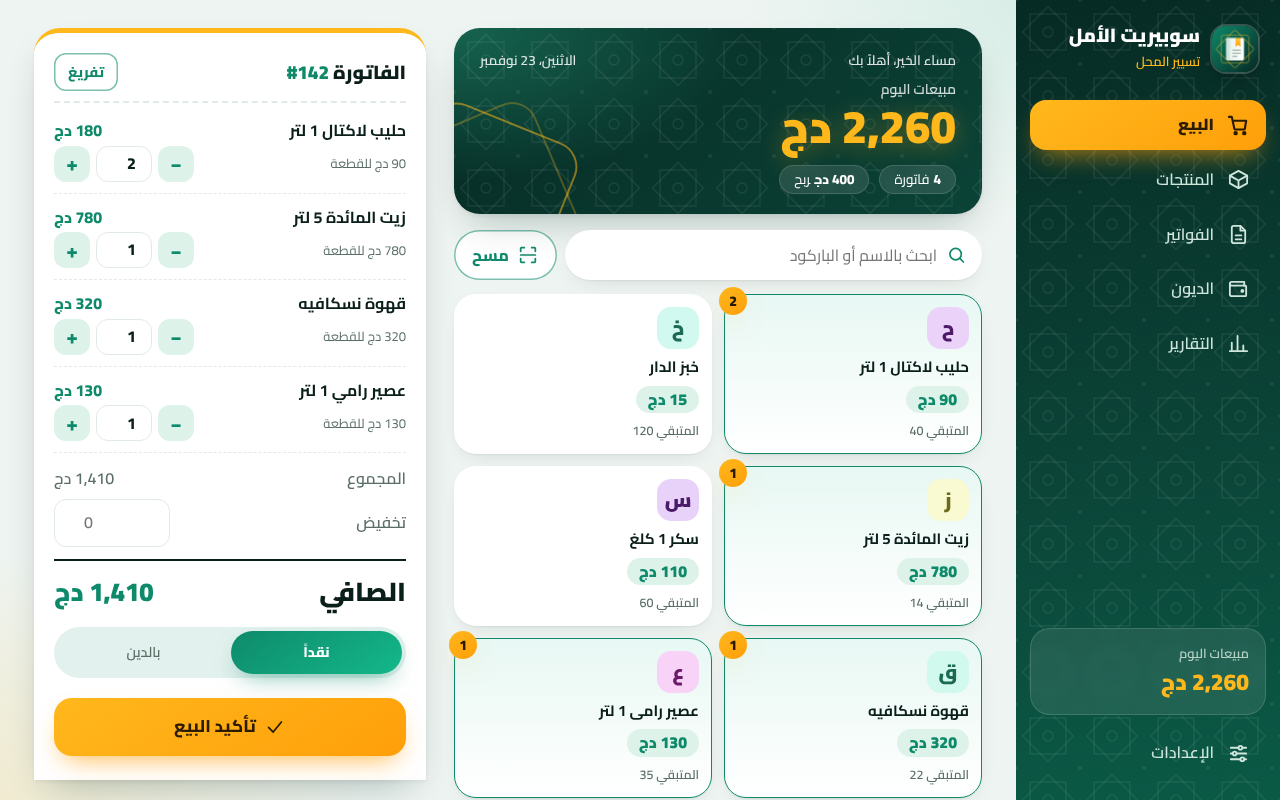 سوبيريت الأمل
تسيير المحل
البيع
المنتجات
الفواتير
الديون
التقارير
مبيعات اليوم
2,260 دج
الإعدادات
مساء الخير، أهلاً بك
الاثنين، 23 نوفمبر
مبيعات اليوم
2,260 دج
4 فاتورة
400 دج ربح
ابحث بالاسم أو الباركود
مسح
2
ح
حليب لاكتال 1 لتر
90 دج
المتبقي 40
خ
خبز الدار
15 دج
المتبقي 120
1
ز
زيت المائدة 5 لتر
780 دج
المتبقي 14
س
سكر 1 كلغ
110 دج
المتبقي 60
1
ق
قهوة نسكافيه
320 دج
المتبقي 22
1
ع
عصير رامي 1 لتر
130 دج
المتبقي 35
الفاتورة #142
تفريغ
حليب لاكتال 1 لتر
180 دج
90 دج للقطعة
− 2 +
زيت المائدة 5 لتر
780 دج
780 دج للقطعة
− 1 +
قهوة نسكافيه
320 دج
320 دج للقطعة
− 1 +
عصير رامي 1 لتر
130 دج
130 دج للقطعة
− 1 +
المجموع
1,410 دج
تخفيض
0
الصافي
1,410 دج
نقداً
بالدين
تأكيد البيع